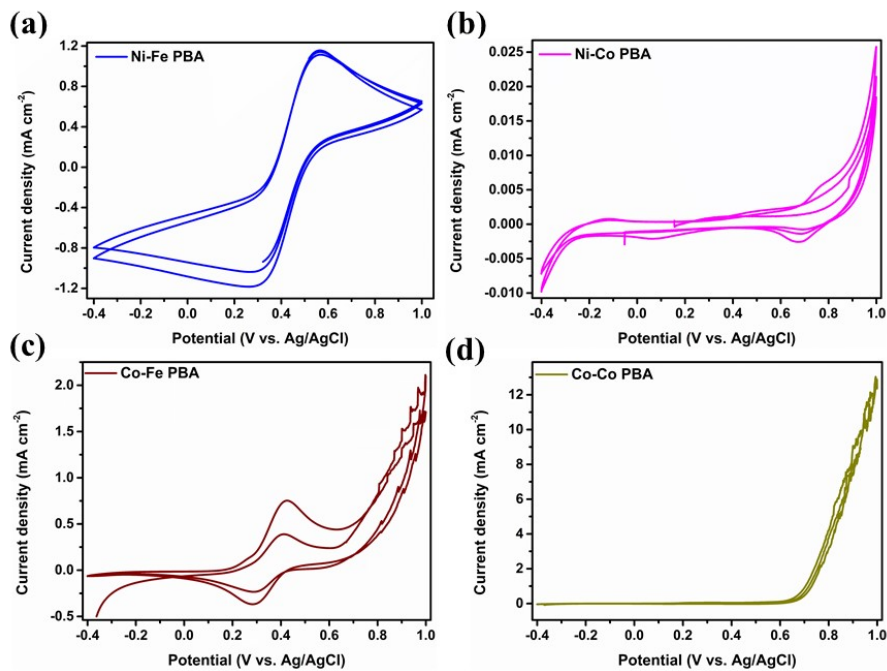 (a)
Ni-Fe PBA
1.2
0.8
0.4
0.0
-0.4
-0.8
-1.2
Current density (mA cm-2)
-0.4 -0.2 0.0 0.2 0.4 0.6 0.8 1.0
Potential (V vs. Ag/AgCl)
(b)
Ni-Co PBA
0.025
0.020
0.015
0.010
0.005
0.000
-0.005
-0.010
Current density (mA cm-2)
-0.4 -0.2 0.0 0.2 0.4 0.6 0.8 1.0
Potential (V vs. Ag/AgCl)
(c)
Co-Fe PBA
2.0
1.5
1.0
0.5
0.0
-0.5
Current density (mA cm-2)
-0.4 -0.2 0.0 0.2 0.4 0.6 0.8 1.0
Potential (V vs. Ag/AgCl)
(d)
Co-Co PBA
12
10
8
6
4
2
0
Current density (mA cm-2)
-0.4 -0.2 0.0 0.2 0.4 0.6 0.8 1.0
Potential (V vs. Ag/AgCl)